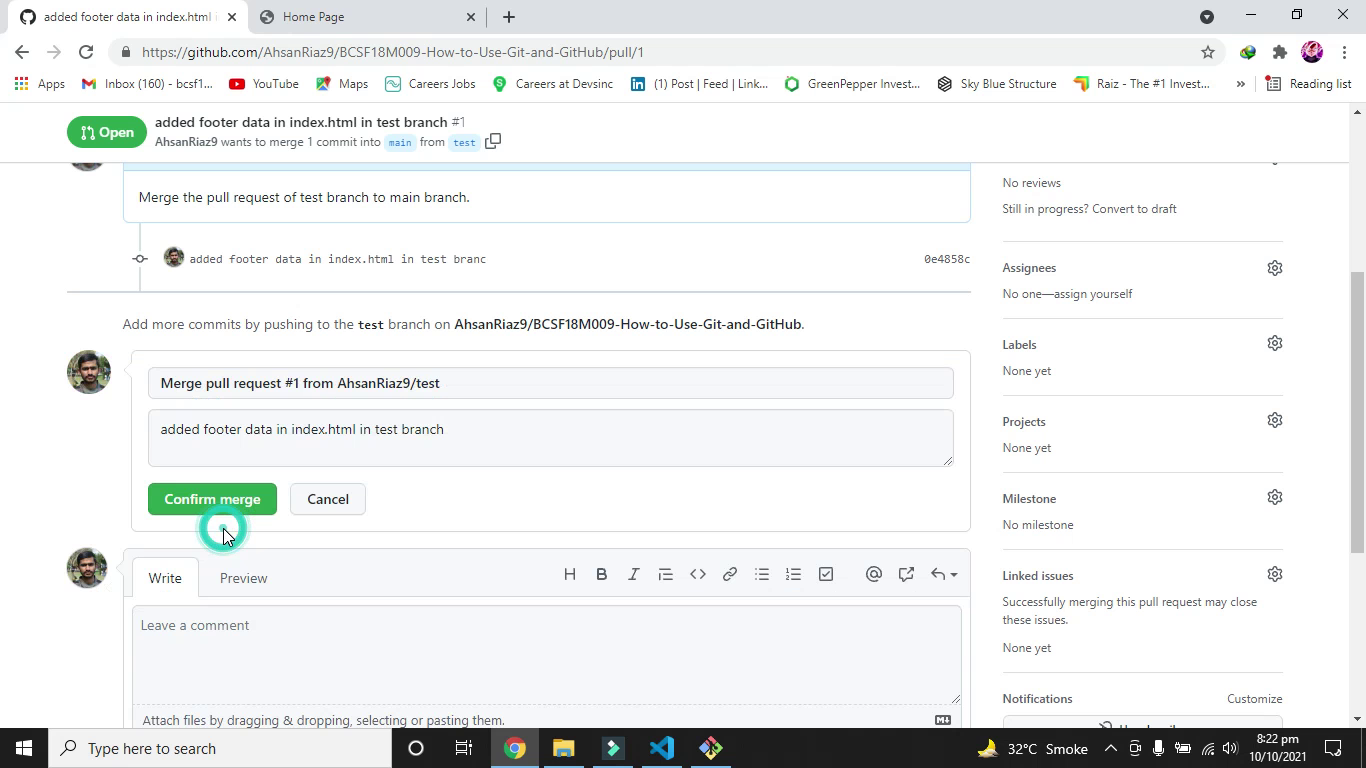 added footer data in index.html i
Home Page
https://github.com/AhsanRiaz9/BCSF18M009-How-to-Use-Git-and-GitHub/pull/1
Apps
Inbox (160) - bcsf1...
YouTube
Maps
Careers Jobs
Careers at Devsinc
(1) Post | Feed | Link...
GreenPepper Invest...
Sky Blue Structure
Raiz - The #1 Invest...
»
Reading list
Open
added footer data in index.html in test branch #1
AhsanRiaz9 wants to merge 1 commit into main from test
Merge the pull request of test branch to main branch.
added footer data in index.html in test branc
0e4858c
Add more commits by pushing to the test branch on AhsanRiaz9/BCSF18M009-How-to-Use-Git-and-GitHub.
Merge pull request #1 from AhsanRiaz9/test
added footer data in index.html in test branch
Confirm merge
Cancel
Write
Preview
Leave a comment
Attach files by dragging & dropping, selecting or pasting them.
No reviews
Still in progress? Convert to draft
Assignees
No one—assign yourself
Labels
None yet
Projects
None yet
Milestone
No milestone
Linked issues
Successfully merging this pull request may close
these issues.
None yet
Notifications
Customize
Type here to search
32°C Smoke
8:22 pm
10/10/2021